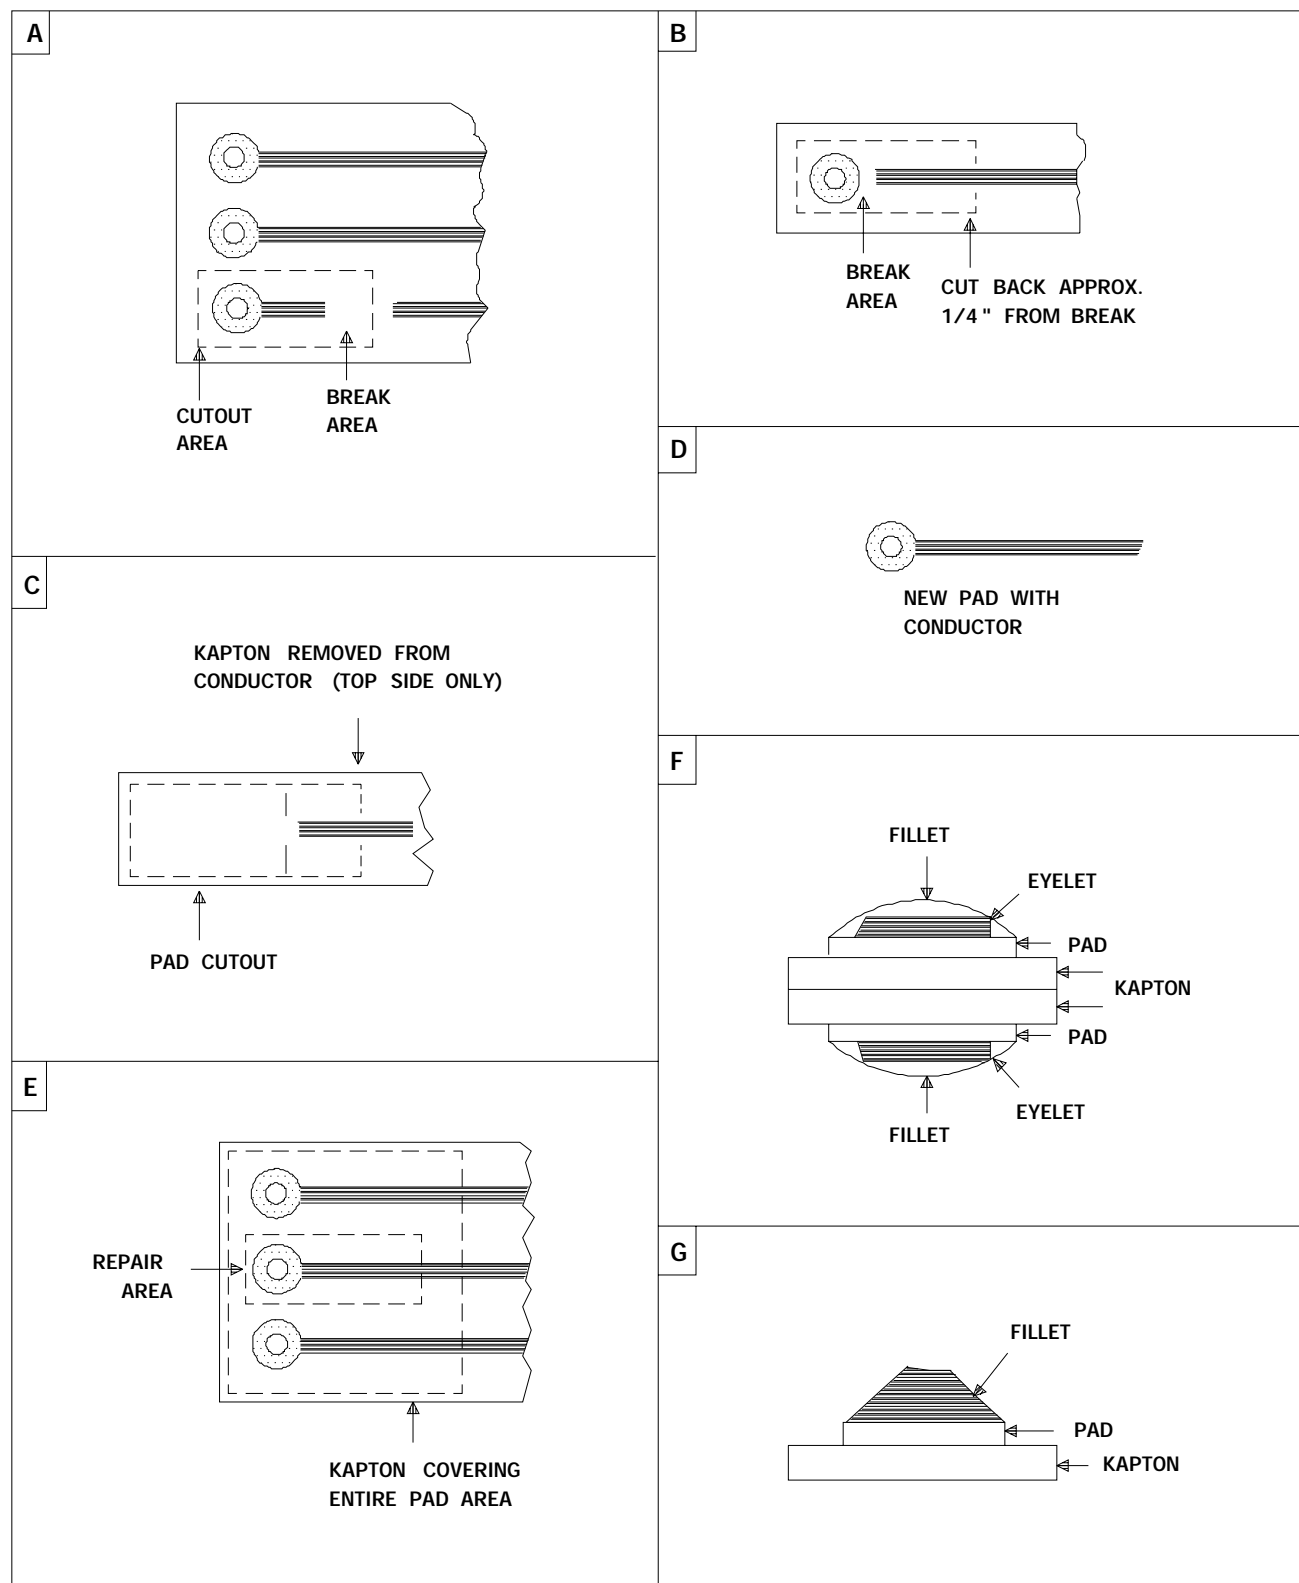 A
CUTOUT
AREA
BREAK
AREA
B
BREAK
AREA
CUT BACK APPROX.
1/4" FROM BREAK
C
KAPTON REMOVED FROM
CONDUCTOR (TOP SIDE ONLY)
PAD CUTOUT
D
NEW PAD WITH
CONDUCTOR
E
REPAIR
AREA
KAPTON COVERING
ENTIRE PAD AREA
F
FILLET
EYELET
PAD
KAPTON
PAD
EYELET
FILLET
G
FILLET
PAD
KAPTON